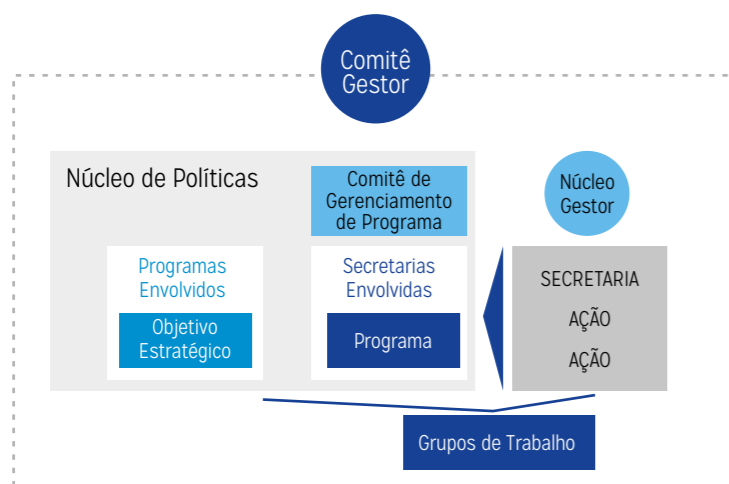 Comitê
Gestor
Núcleo de Políticas
Comitê de
Gerenciamento
de Programa
Núcleo
Gestor
Programas
Envolvidos
Objetivo
Estratégico
Secretarias
Envolvidas
Programa
SECRETARIA
AÇÃO
AÇÃO
Grupos de Trabalho